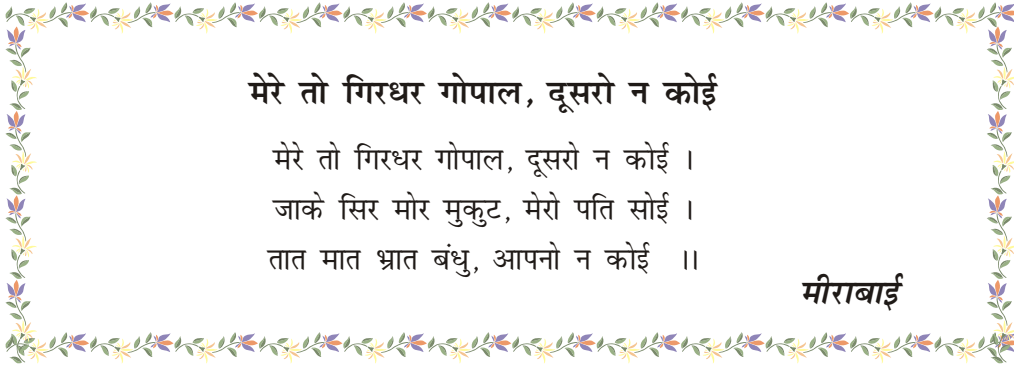 मेरे तो गिरधर गोपाल, दूसरो न कोई
मेरे तो गिरधर गोपाल, दूसरो न कोई ।
जाके सिर मोर मुकुट, मेरो पति सोई ।
तात मात भ्रात बंधु, आपनो न कोई ।।
मीराबाई